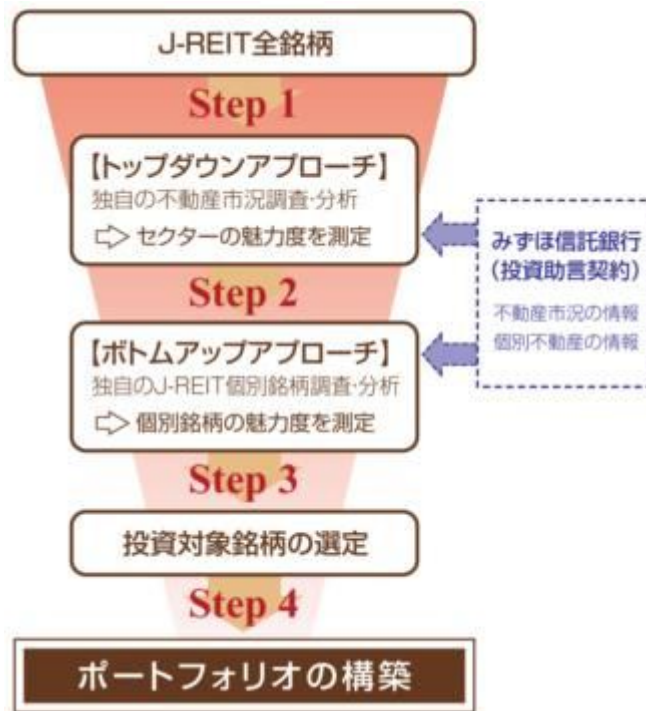 J-REIT全銘柄
Step 1
【トップダウンアプローチ】
独自の不動産市況調査・分析
⇨ セクターの魅力度を測定
Step 2
【ボトムアップアプローチ】
独自のJ-REIT個別銘柄調査・分析
⇨ 個別銘柄の魅力度を測定
みずほ信託銀行
(投資助言契約)
不動産市況の情報
個別不動産の情報
Step 3
投資対象銘柄の選定
Step 4
ポートフォリオの構築